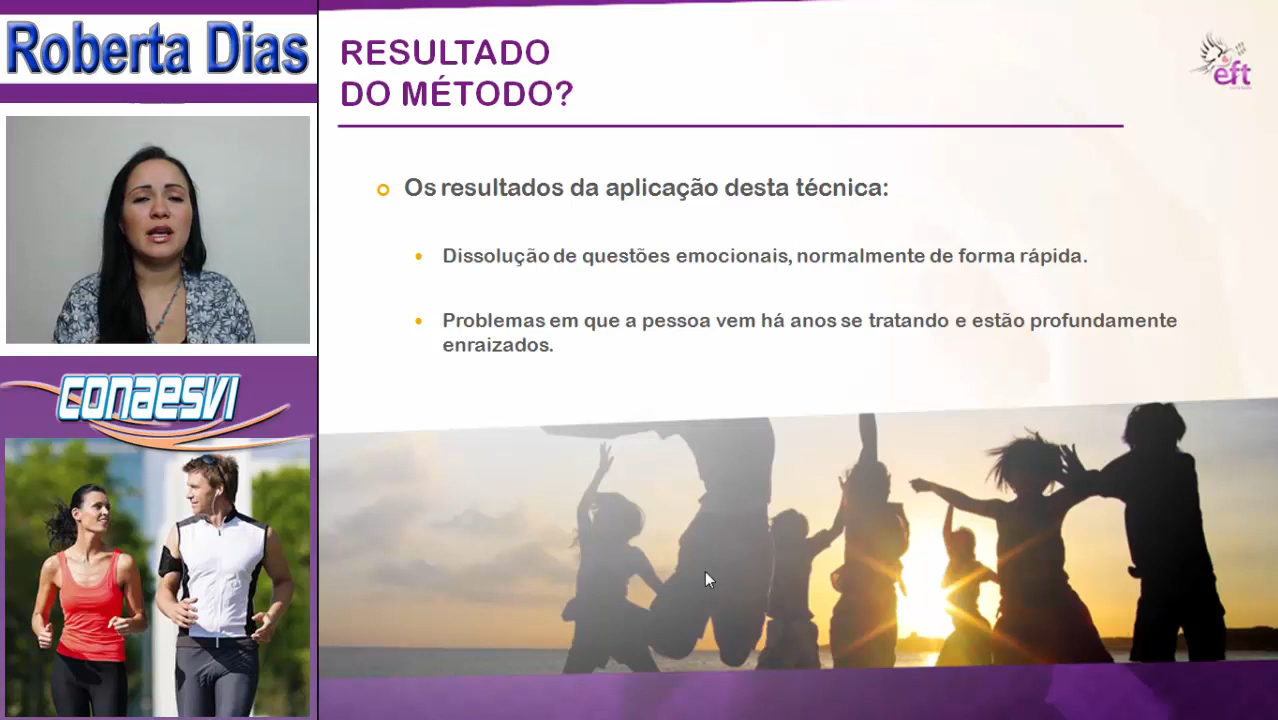 Roberta Dias
RESULTADO
DO MÉTODO?
eft
Os resultados da aplicação desta técnica:
Dissolução de questões emocionais, normalmente de forma rápida.
Problemas em que a pessoa vem há anos se tratando e estão profundamente
enraizados.
CONAESVI